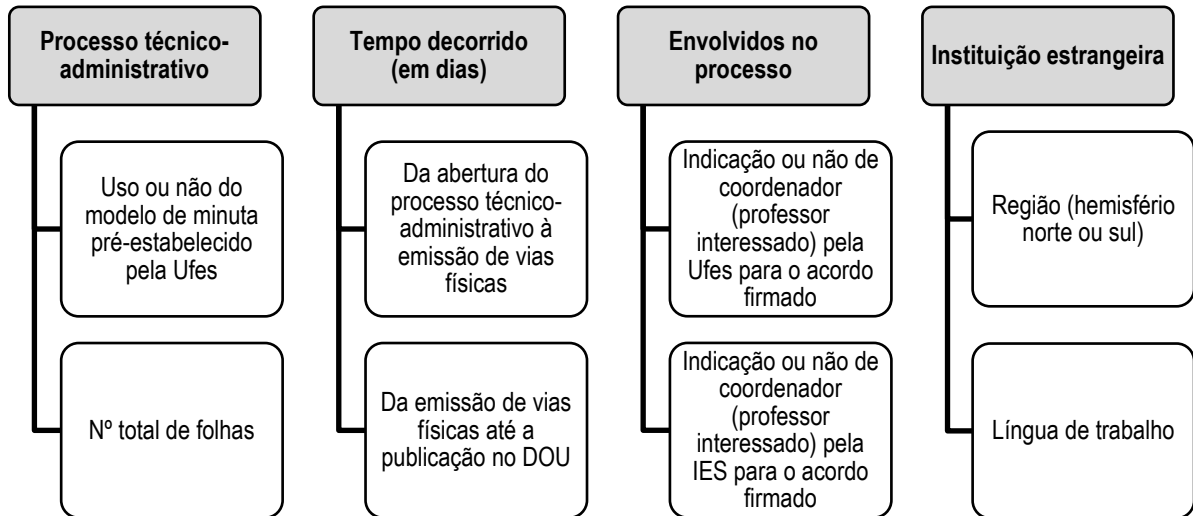 Processo técnico-
administrativo
Uso ou não do
modelo de minuta
pré-estabelecido
pela Ufes
Nº total de folhas
Tempo decorrido
(em dias)
Da abertura do
processo técnico-
administrativo à
emissão de vias
físicas
Da emissão de vias
físicas até a
publicação no DOU
Envolvidos no
processo
Indicação ou não de
coordenador
(professor
interessado) pela
Ufes para o acordo
firmado
Indicação ou não de
coordenador
(professor
interessado) pela
IES para o acordo
firmado
Instituição estrangeira
Região (hemisfério
norte ou sul)
Língua de trabalho